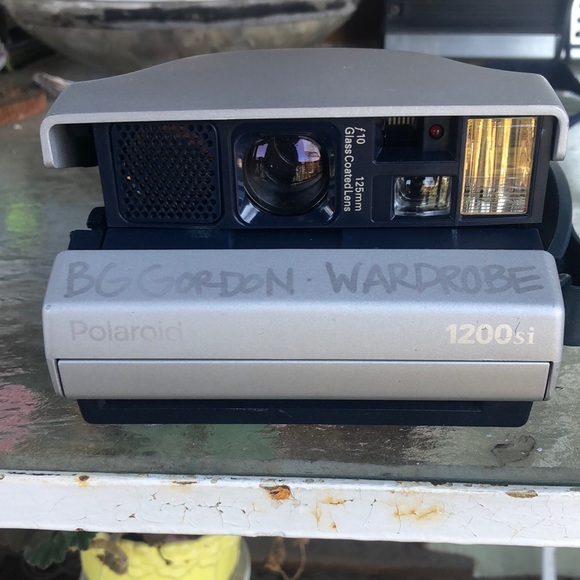 f10 125mm
Glass Coated Lens
BG GORDON · WARDROBE
Polaroid
1200si